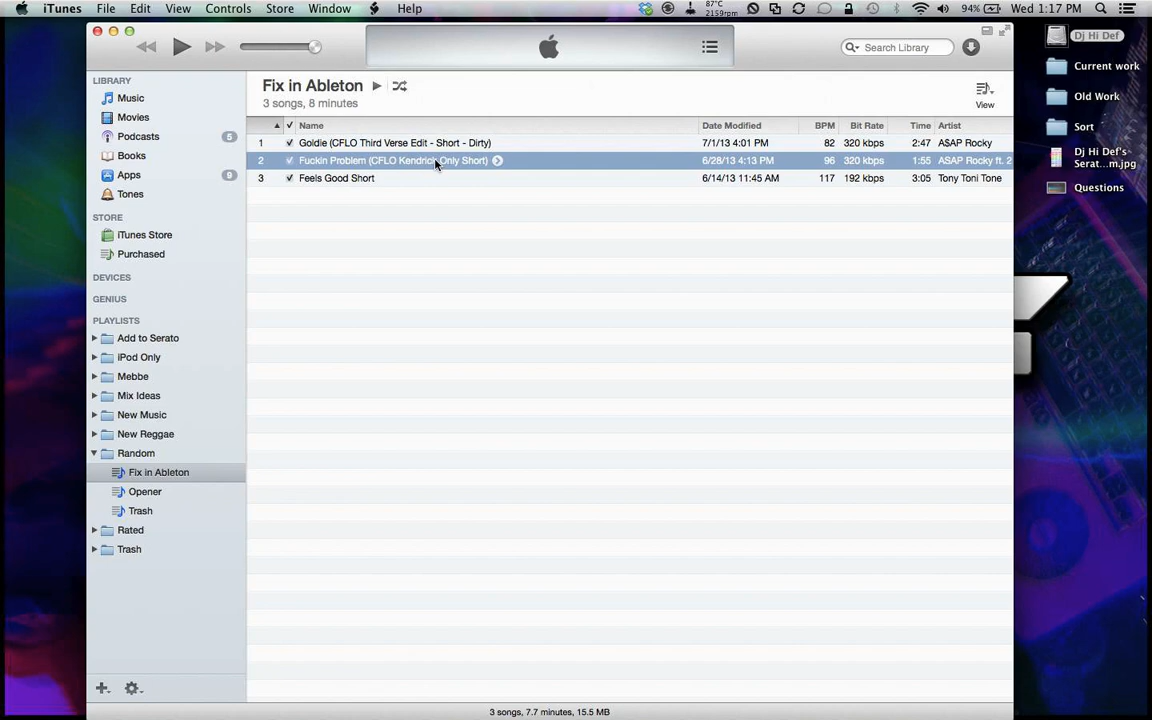 iTunes File Edit View Controls Store Window Help 87°C 2159rpm 94% Wed 1:17 PM
Search Library
Dj Hi Def
Current work
Old Work
Sort
Dj Hi Def's
Serat...m.jpg
Questions
LIBRARY
Music
Movies
Podcasts 5
Books
Apps 9
Tones
STORE
iTunes Store
Purchased
DEVICES
GENIUS
PLAYLISTS
Add to Serato
iPod Only
Mebbe
Mix Ideas
New Music
New Reggae
Random
Fix in Ableton
Opener
Trash
Rated
Trash
Fix in Ableton
3 songs, 8 minutes
View
Name Date Modified BPM Bit Rate Time Artist
1 Goldie (CFLO Third Verse Edit - Short - Dirty) 7/1/13 4:01 PM 82 320 kbps 2:47 ASAP Rocky
2 Fuckin Problem (CFLO Kendrick Only Short) 6/28/13 4:13 PM 96 320 kbps 1:55 ASAP Rocky ft. 2
3 Feels Good Short 6/14/13 11:45 AM 117 192 kbps 3:05 Tony Toni Tone
3 songs, 7.7 minutes, 15.5 MB